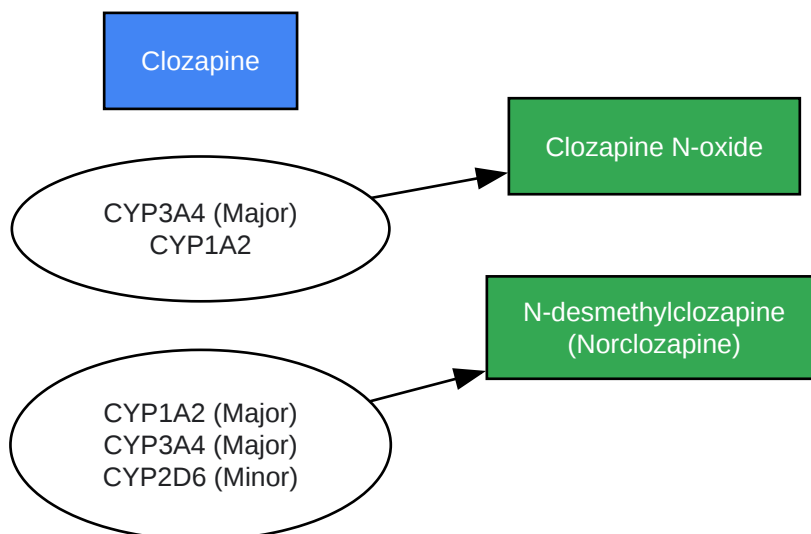 Clozapine
Clozapine N-oxide
CYP3A4 (Major)
CYP1A2
N-desmethylclozapine
(Norclozapine)
CYP1A2 (Major)
CYP3A4 (Major)
CYP2D6 (Minor)